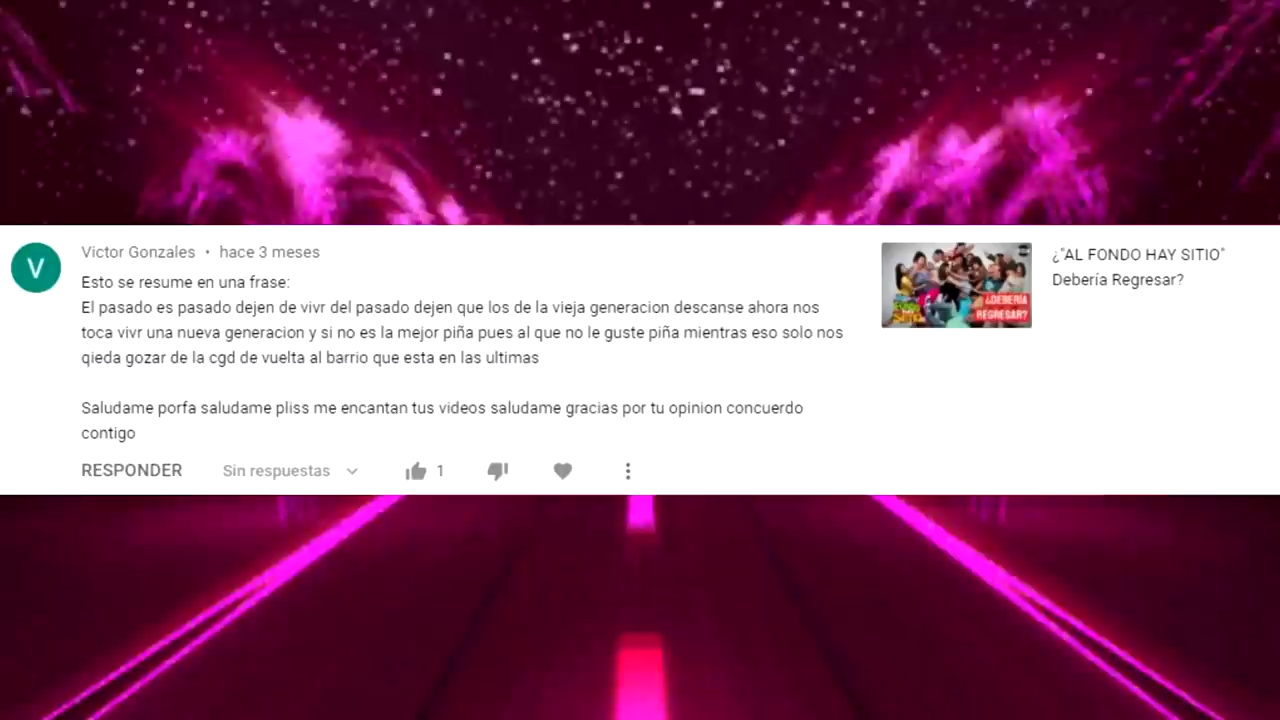 Victor Gonzales • hace 3 meses
Esto se resume en una frase:
El pasado es pasado dejen de vivr del pasado dejen que los de la vieja generacion descanse ahora nos
toca vivr una nueva generacion y si no es la mejor piña pues al que no le guste piña mientras eso solo nos
qieda gozar de la cgd de vuelta al barrio que esta en las ultimas
Saludame porfa saludame pliss me encantan tus videos saludame gracias por tu opinion concuerdo
contigo
RESPONDER Sin respuestas 1
V
¿DEBERÍA
REGRESAR?
¿"AL FONDO HAY SITIO"
Debería Regresar?